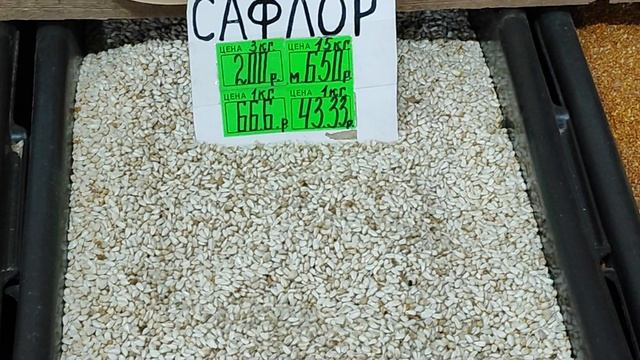 САФЛОР
ЦЕНА 3кг ЦЕНА 15кг
200р м 650р
ЦЕНА 1кг ЦЕНА 1кг
66.6р 43.33р